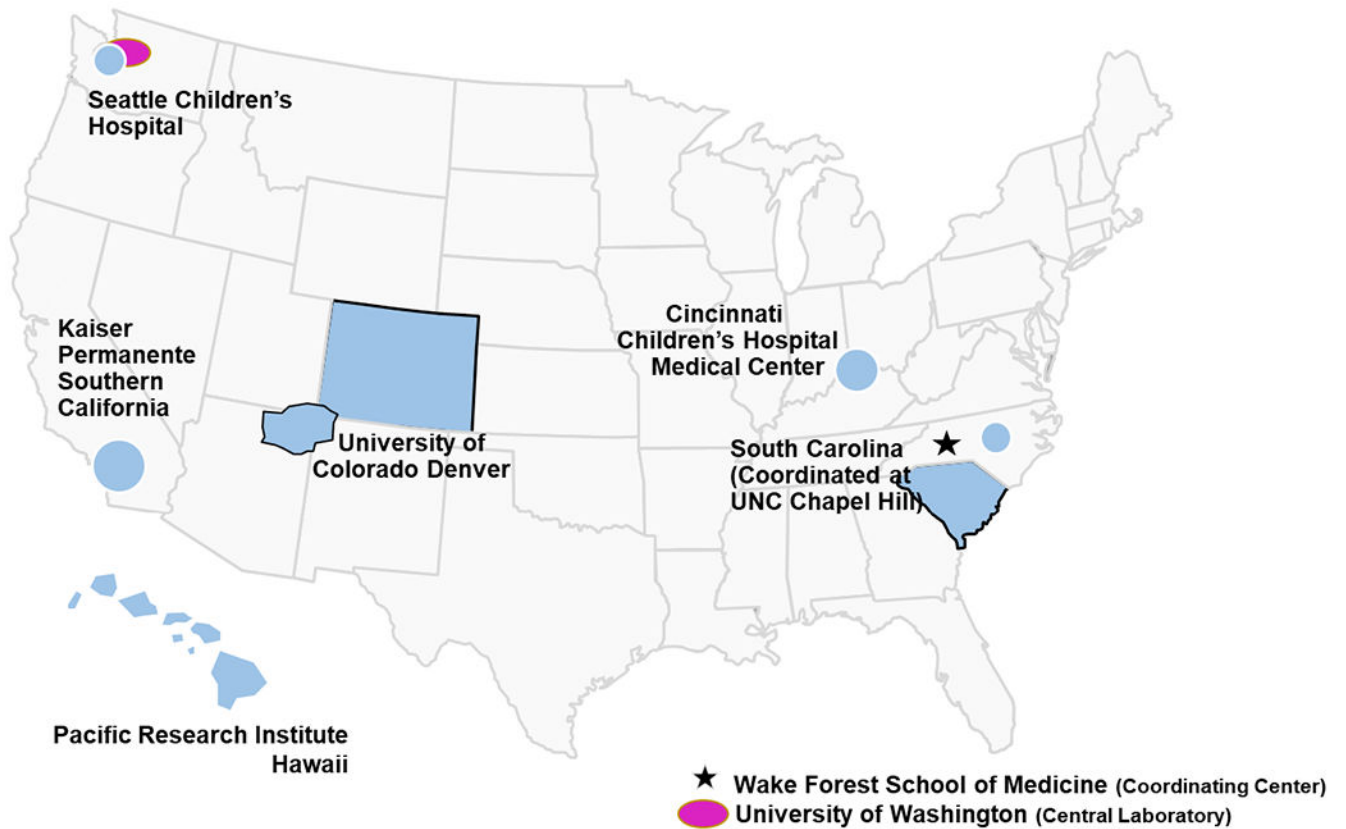 Seattle Children’s
Hospital
Kaiser
Permanente
Southern
California
Cincinnati
Children’s Hospital
Medical Center
University of
Colorado Denver
South Carolina
(Coordinated at
UNC Chapel Hill)
Pacific Research Institute
Hawaii
Wake Forest School of Medicine (Coordinating Center)
University of Washington (Central Laboratory)